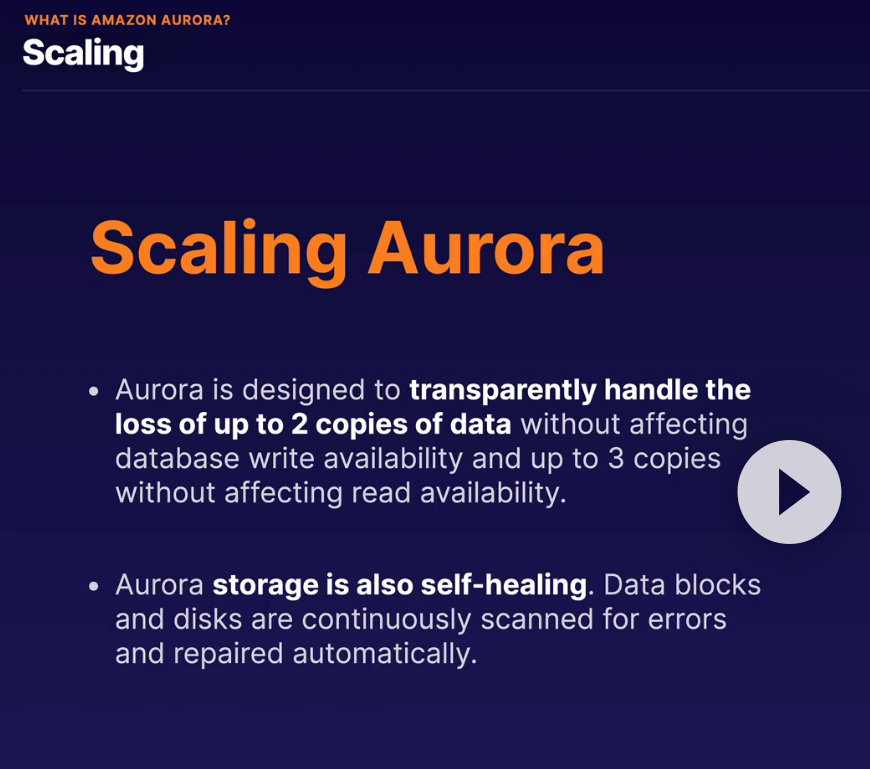 WHAT IS AMAZON AURORA?
Scaling
Scaling Aurora
• Aurora is designed to transparently handle the
loss of up to 2 copies of data without affecting
database write availability and up to 3 copies
without affecting read availability.
• Aurora storage is also self-healing. Data blocks
and disks are continuously scanned for errors
and repaired automatically.